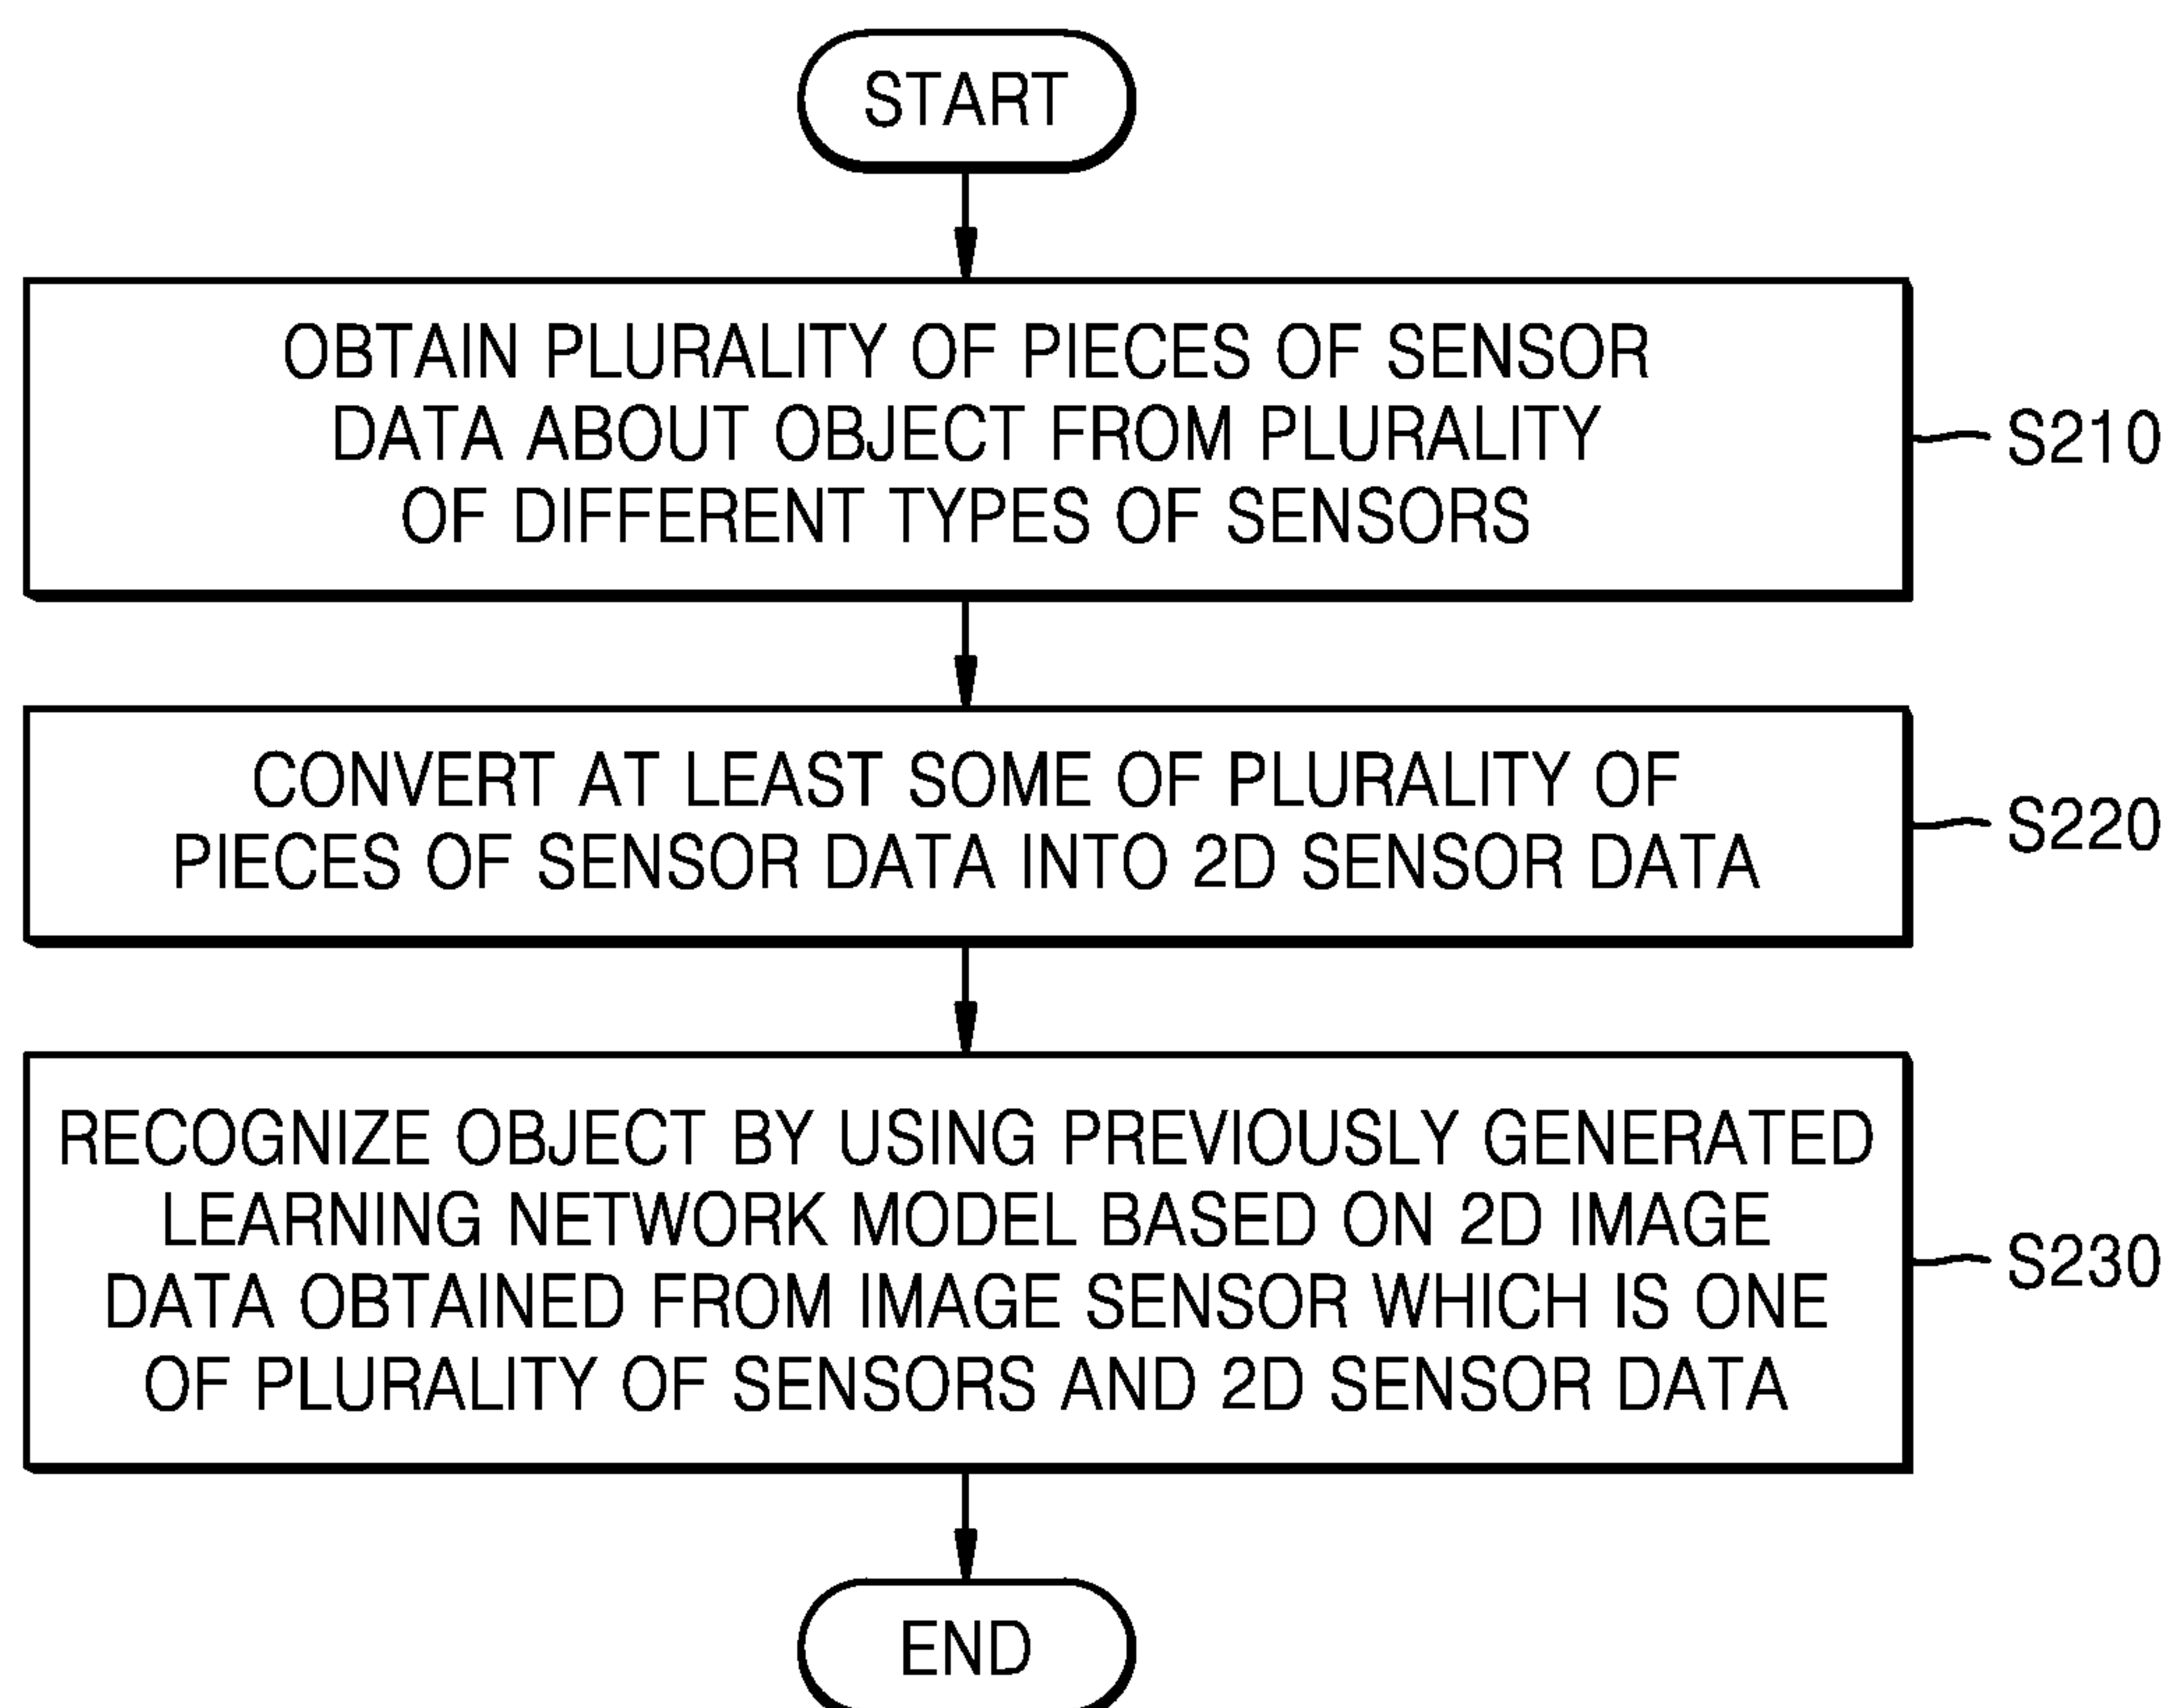 START
OBTAIN PLURALITY OF PIECES OF SENSOR
DATA ABOUT OBJECT FROM PLURALITY
OF DIFFERENT TYPES OF SENSORS
S210
CONVERT AT LEAST SOME OF PLURALITY OF
PIECES OF SENSOR DATA INTO 2D SENSOR DATA
S220
RECOGNIZE OBJECT BY USING PREVIOUSLY GENERATED
LEARNING NETWORK MODEL BASED ON 2D IMAGE
DATA OBTAINED FROM IMAGE SENSOR WHICH IS ONE
OF PLURALITY OF SENSORS AND 2D SENSOR DATA
S230
END